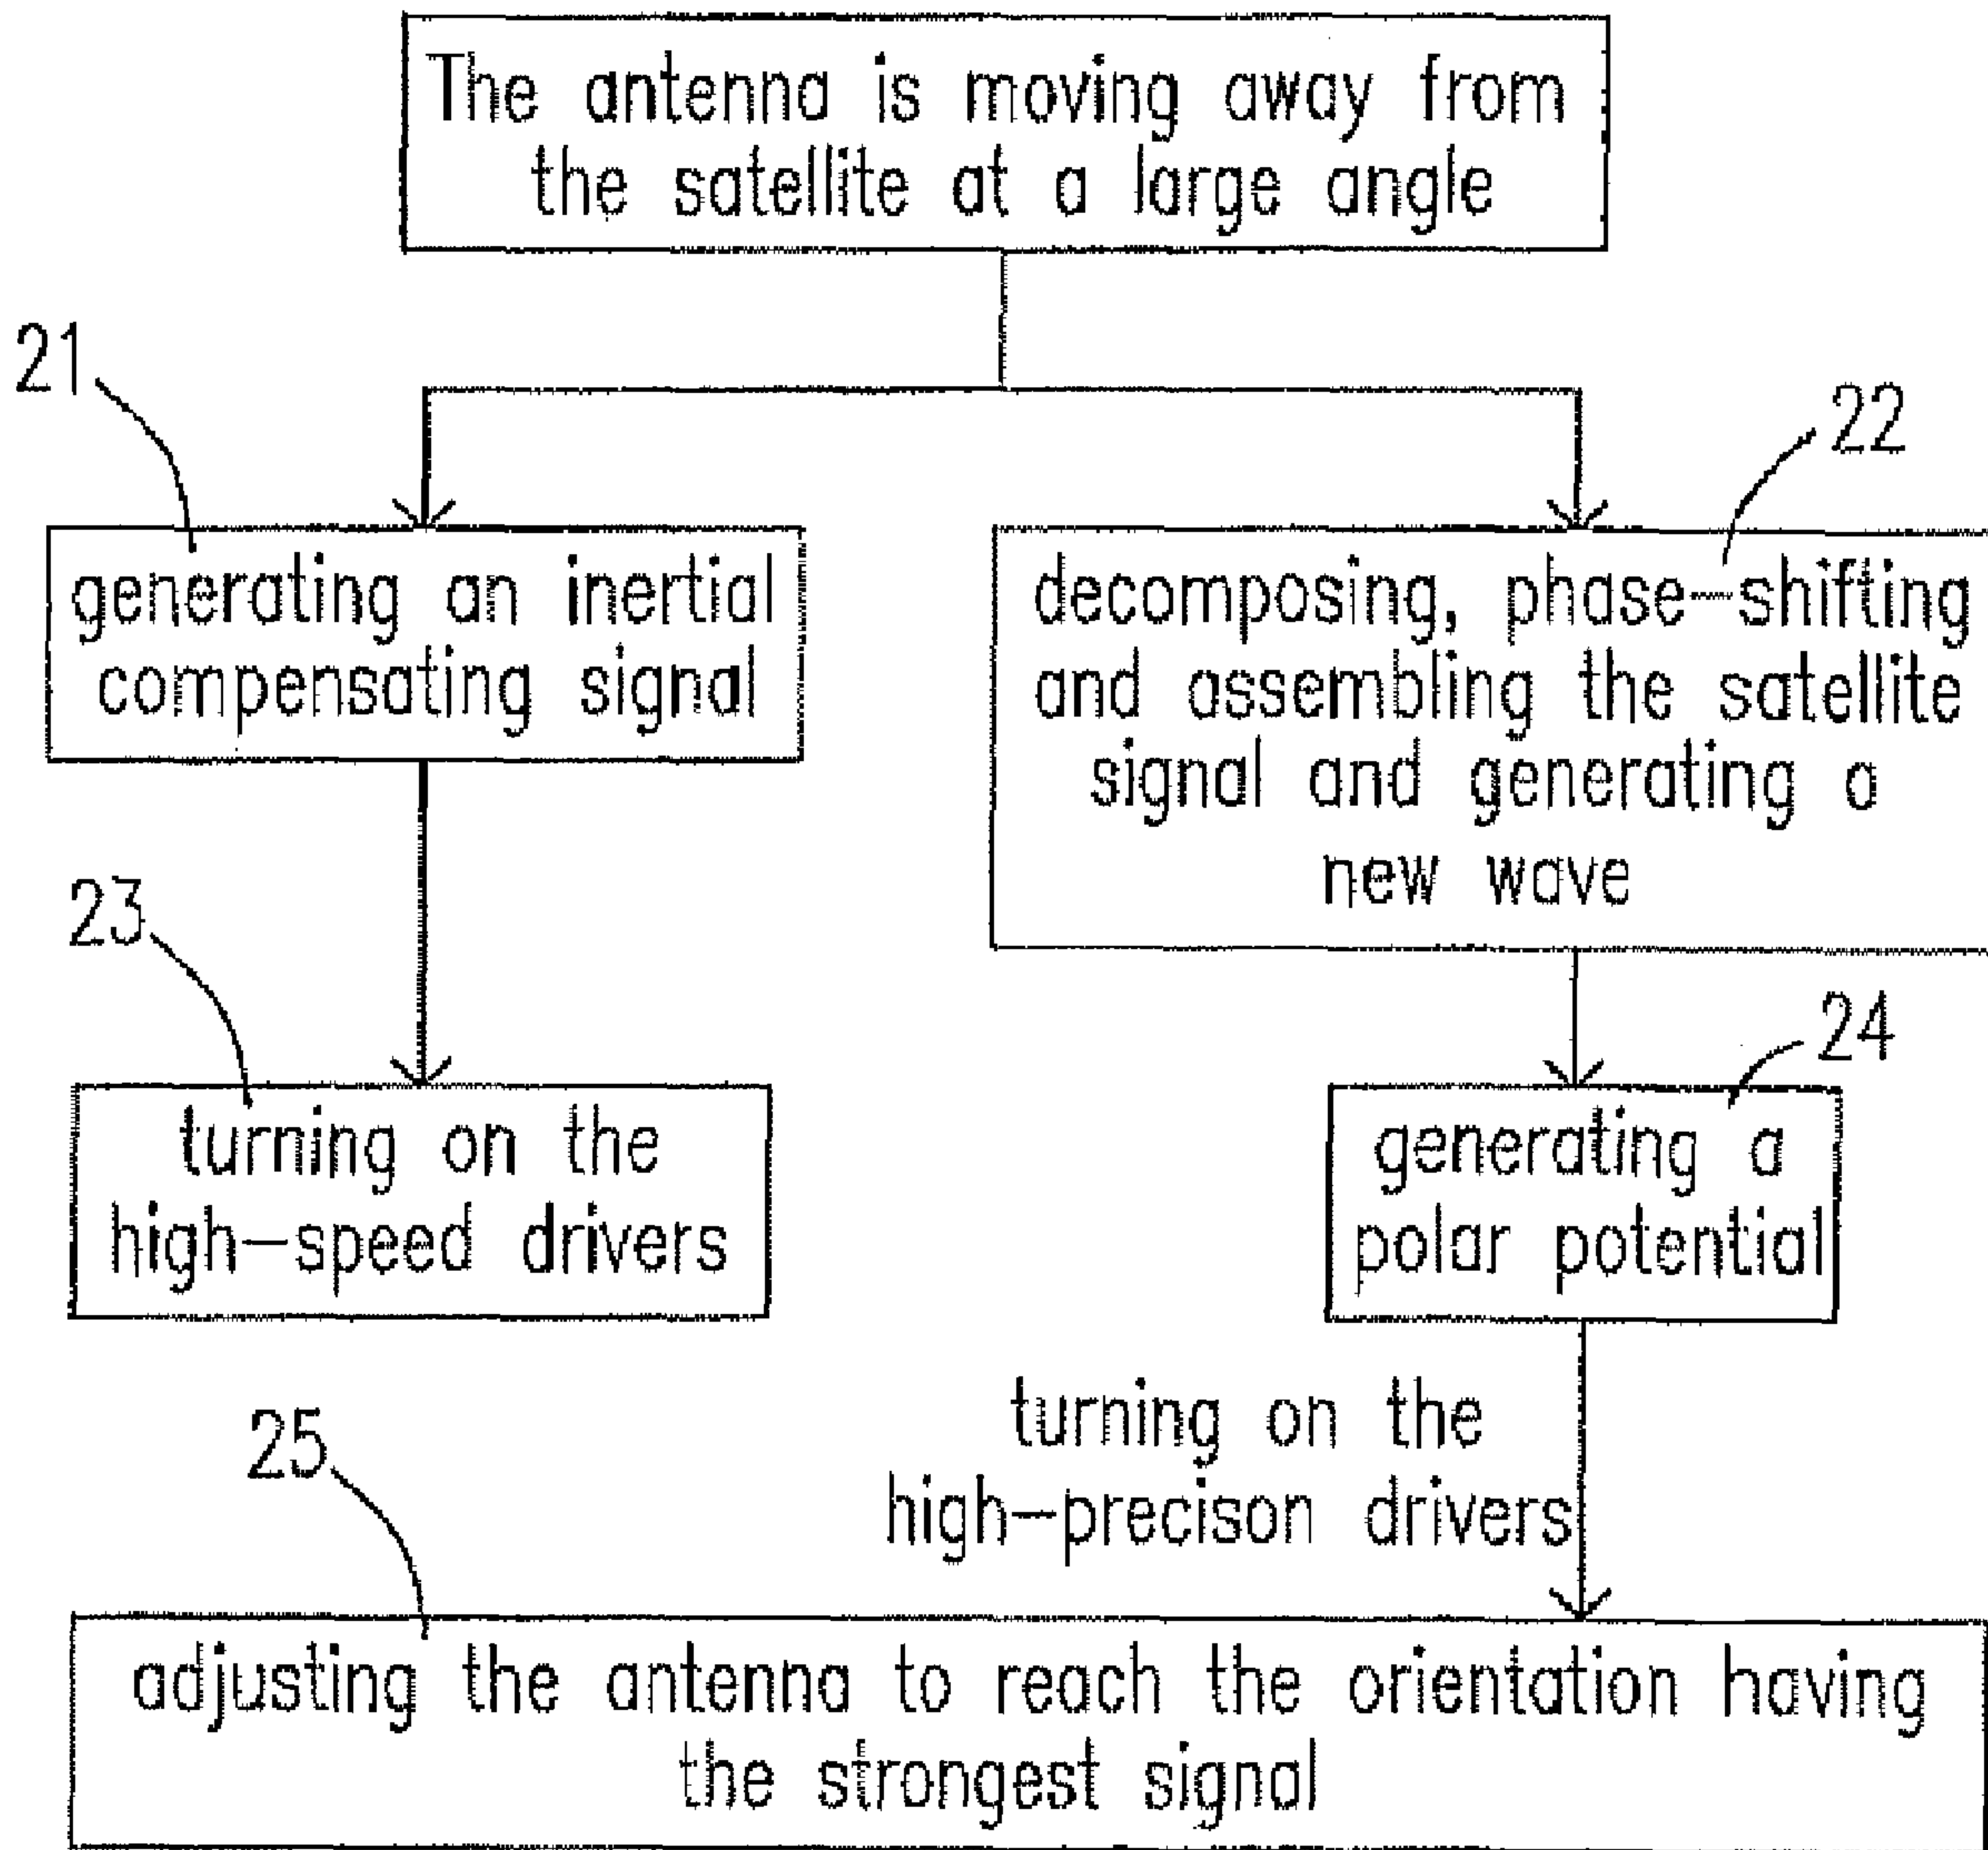 The antenna is moving away from
the satellite at a large angle
21
22
generating an inertial
compensating signal
decomposing, phase-shifting
and assembling the satellite
signal and generating a
new wave
23
24
turning on the
high-speed drivers
generating a
polar potential
turning on the
high-precison drivers
25
adjusting the antenna to reach the orientation having
the strongest signal